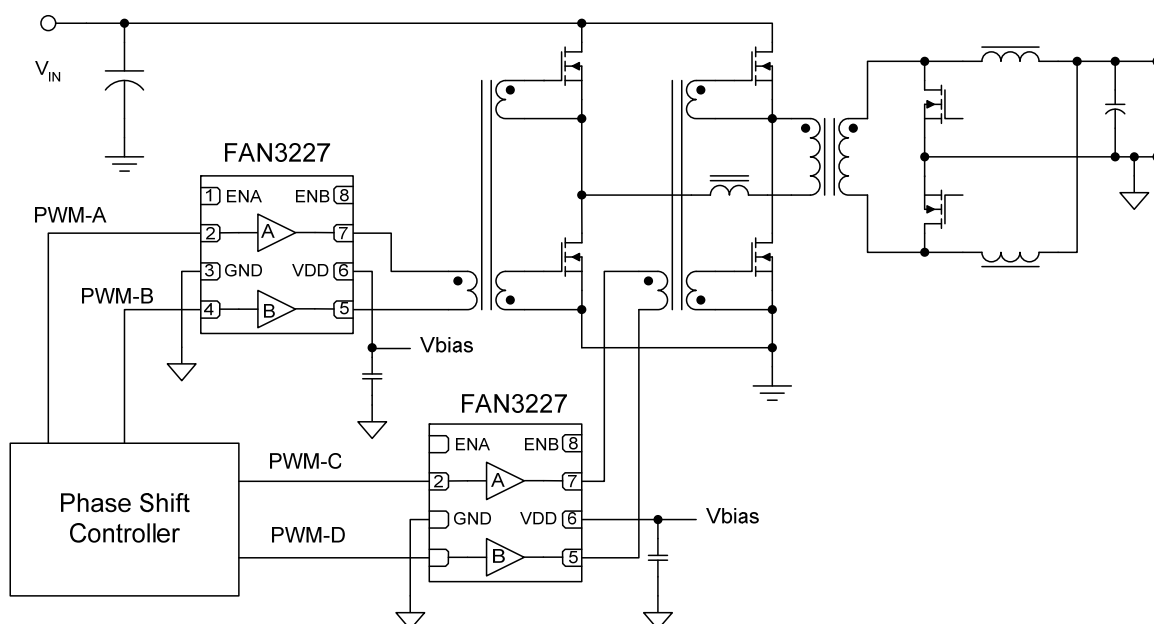 VIN
FAN3227
1 ENA ENB 8
PWM-A
2 A 7
3 GND VDD 6
PWM-B
4 B 5
Vbias
FAN3227
ENA ENB 8
PWM-C
2 A 7
Phase Shift
Controller
GND VDD 6
Vbias
PWM-D
B 5